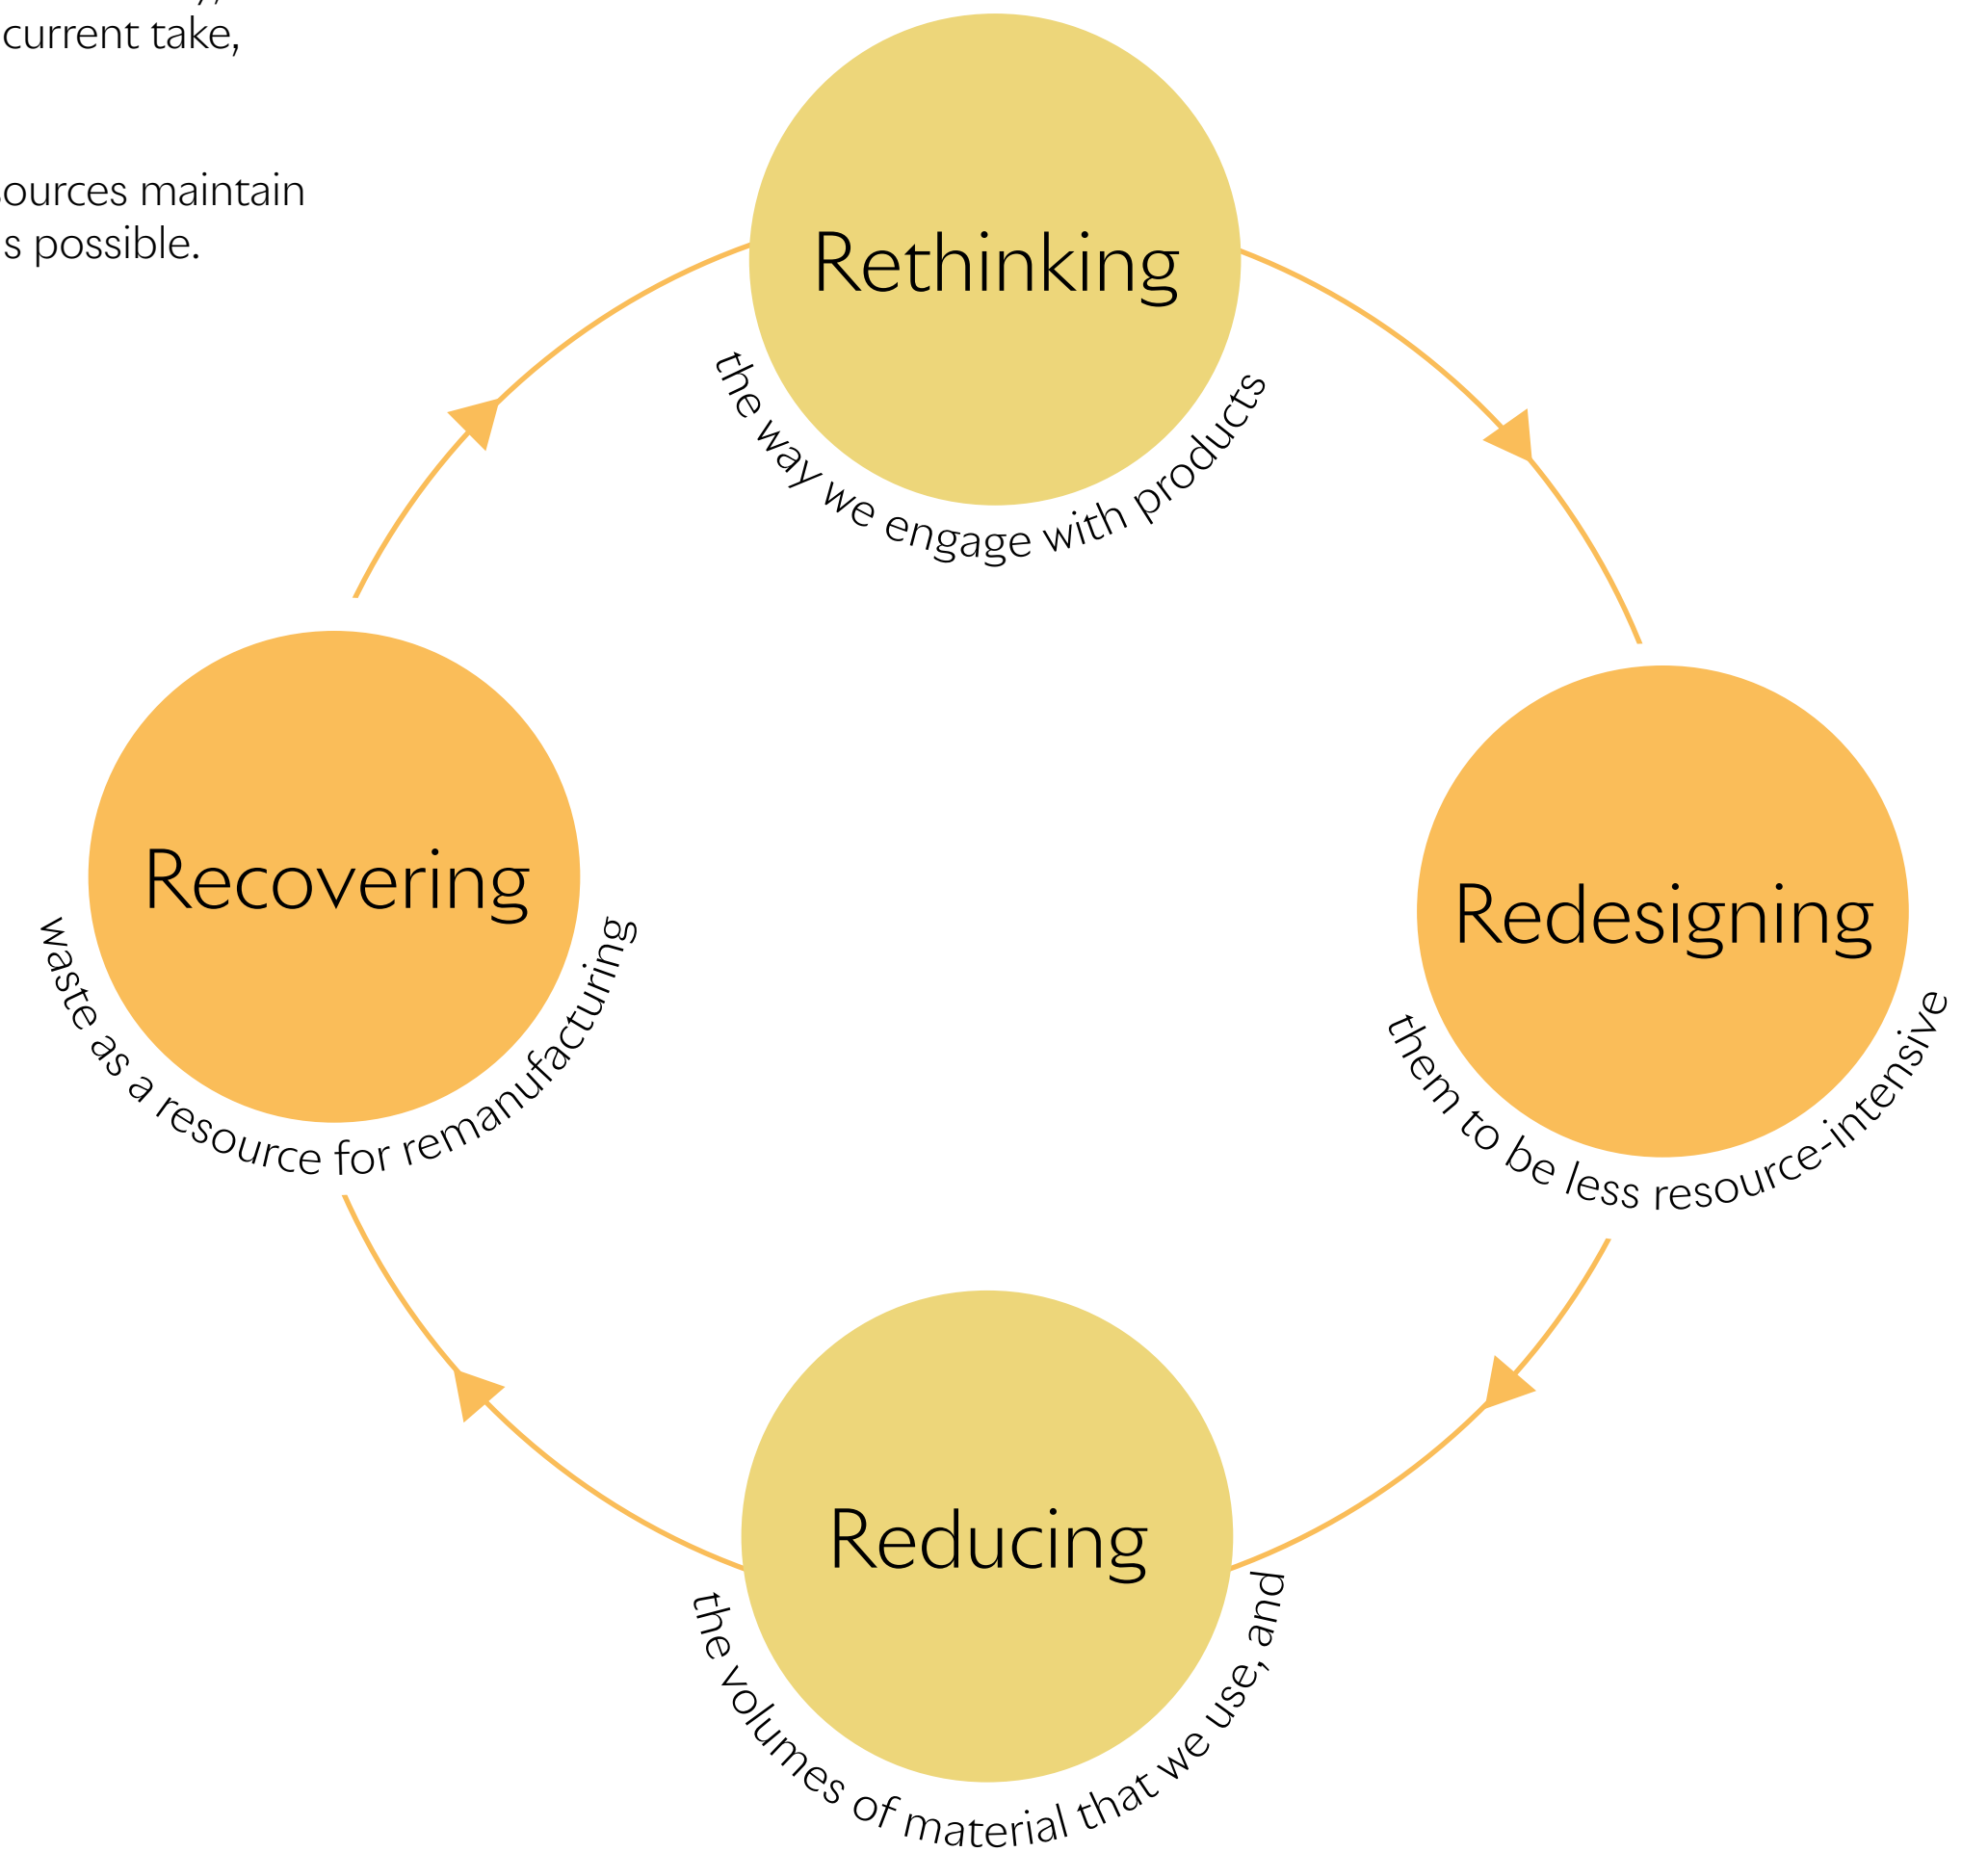 current take,
ources maintain
s possible.
Rethinking
the way we engage with products
Redesigning
them to be less resource-intensive
Reducing
the volumes of material that we use, and
Recovering
waste as a resource for remanufacturing